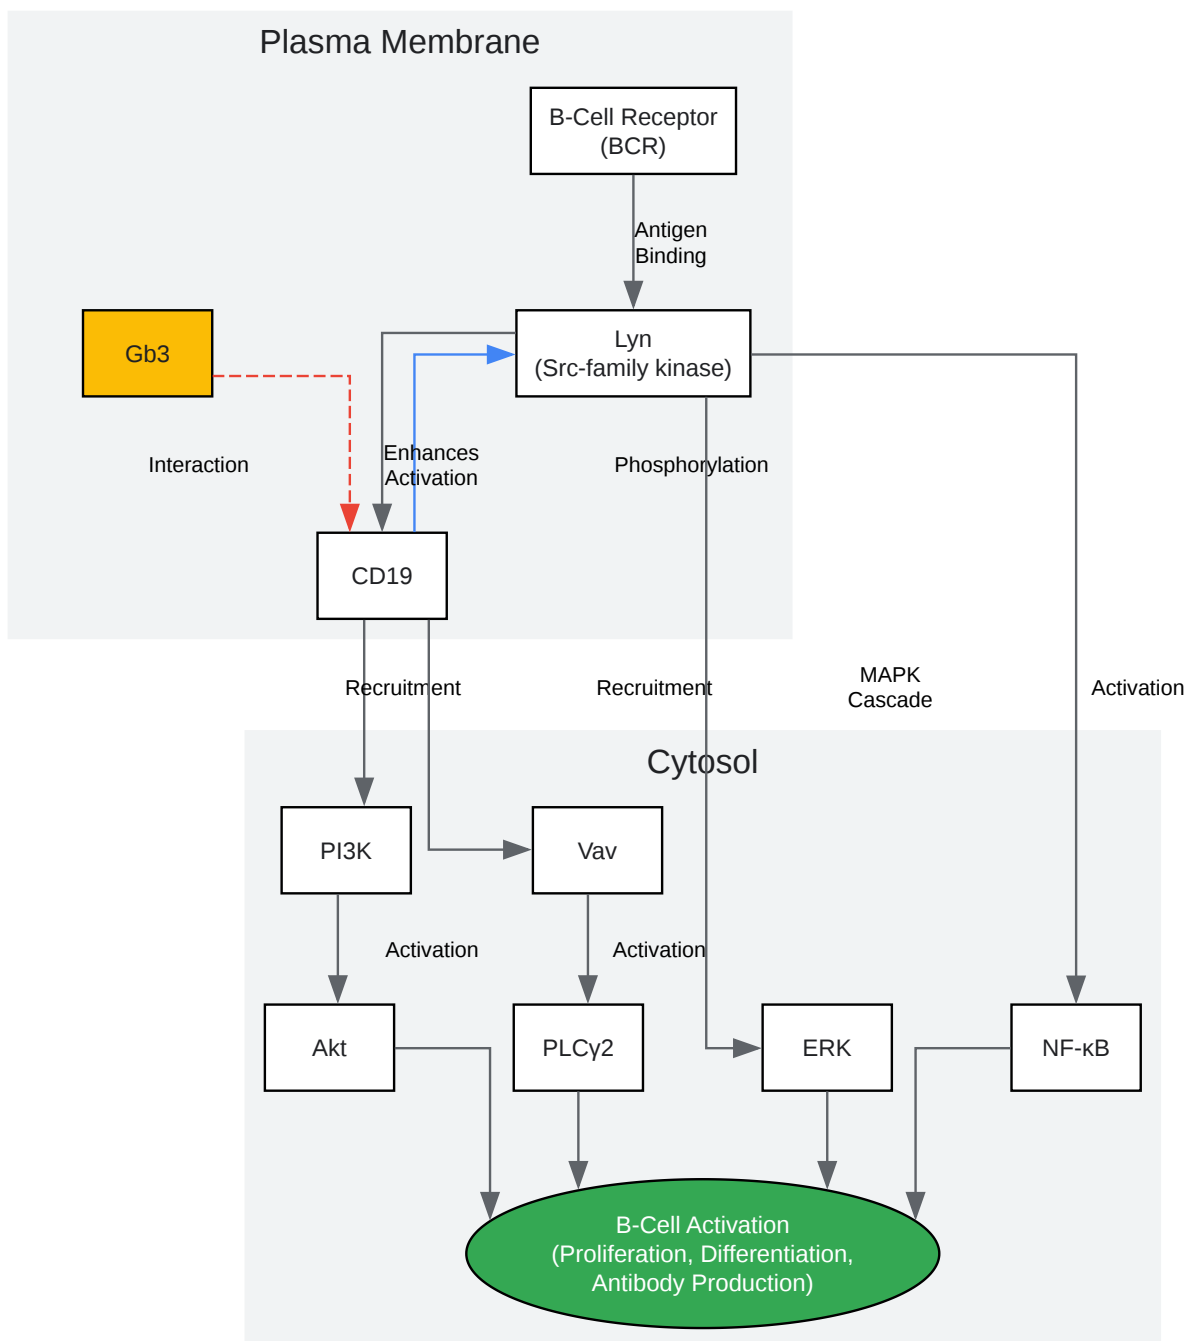 Plasma Membrane
B-Cell Receptor
(BCR)
Antigen
Binding
Gb3
Lyn
(Src-family kinase)
Interaction
Enhances
Activation
Phosphorylation
CD19
Recruitment
Recruitment
MAPK
Cascade
Activation
Cytosol
PI3K
Vav
Activation
Activation
Akt
PLCγ2
ERK
NF-κB
B-Cell Activation
(Proliferation, Differentiation,
Antibody Production)